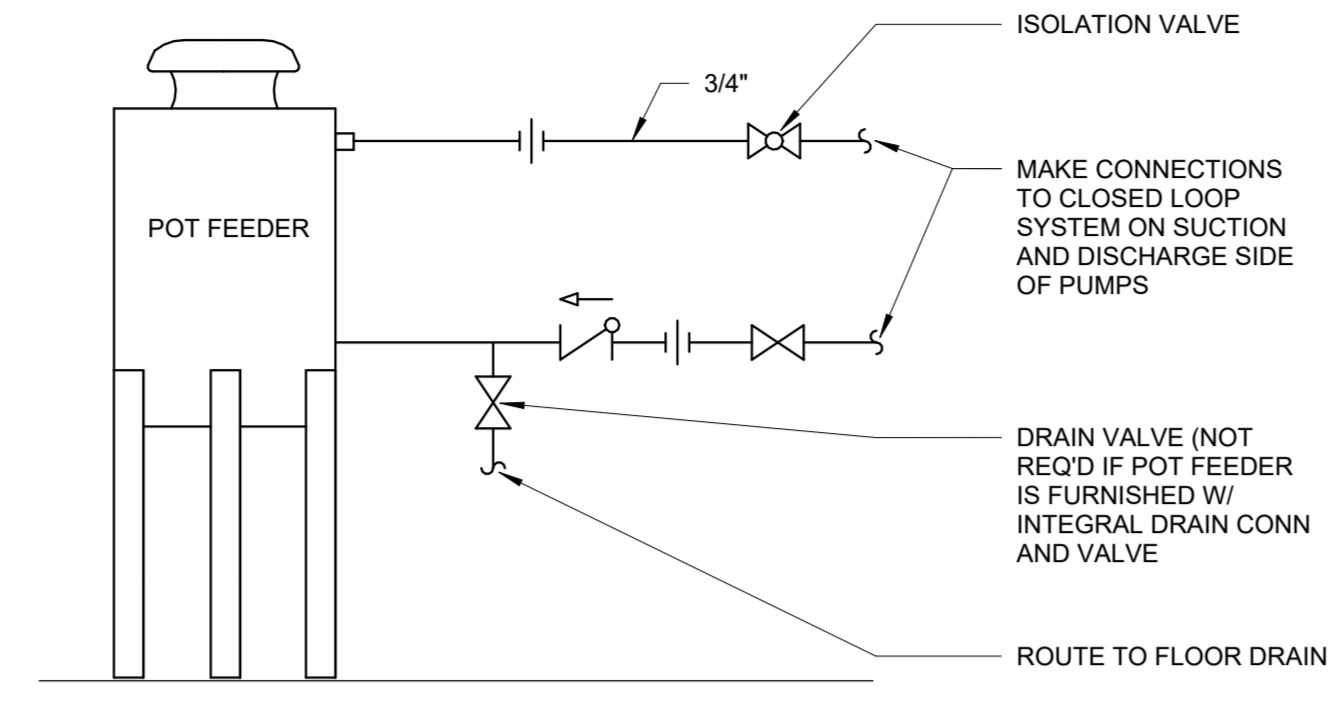 ISOLATION VALVE
3/4"
MAKE CONNECTIONS
TO CLOSED LOOP
SYSTEM ON SUCTION
AND DISCHARGE SIDE
OF PUMPS
POT FEEDER
DRAIN VALVE (NOT
REQ'D IF POT FEEDER
IS FURNISHED W/
INTEGRAL DRAIN CONN
AND VALVE
ROUTE TO FLOOR DRAIN